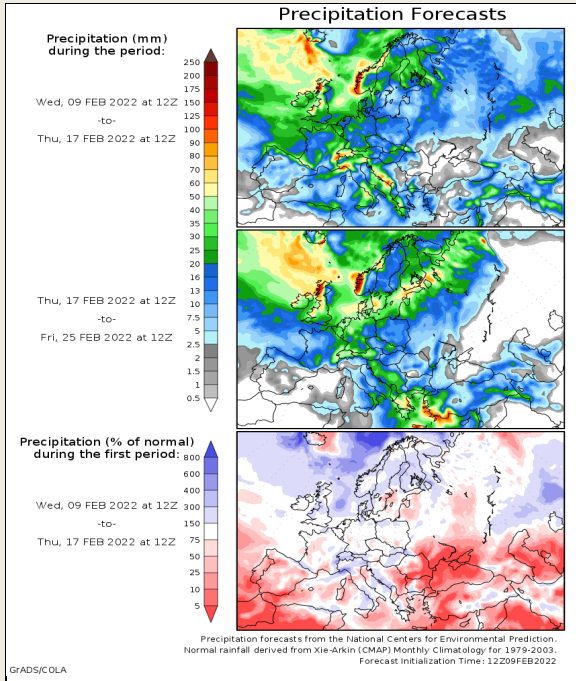 Precipitation Forecasts
Precipitation (mm)
during the period:
Wed, 09 FEB 2022 at 12Z
-to-
Thu, 17 FEB 2022 at 12Z
250
200
175
150
125
100
90
80
70
60
50
40
35
30
25
20
16
13
10
7.5
5
2.5
2
1.5
1
0.5
Thu, 17 FEB 2022 at 12Z
-to-
Fri, 25 FEB 2022 at 12Z
Precipitation (% of normal)
during the first period:
Wed, 09 FEB 2022 at 12Z
-to-
Thu, 17 FEB 2022 at 12Z
800
600
400
300
150
75
50
25
10
5
Precipitation forecasts from the National Centers for Environmental Prediction.
Normal rainfall derived from Xie-Arkin (CMAP) Monthly Climatology for 1979-2003.
Forecast Initialization Time: 12Z09FEB2022
GrADS/COLA